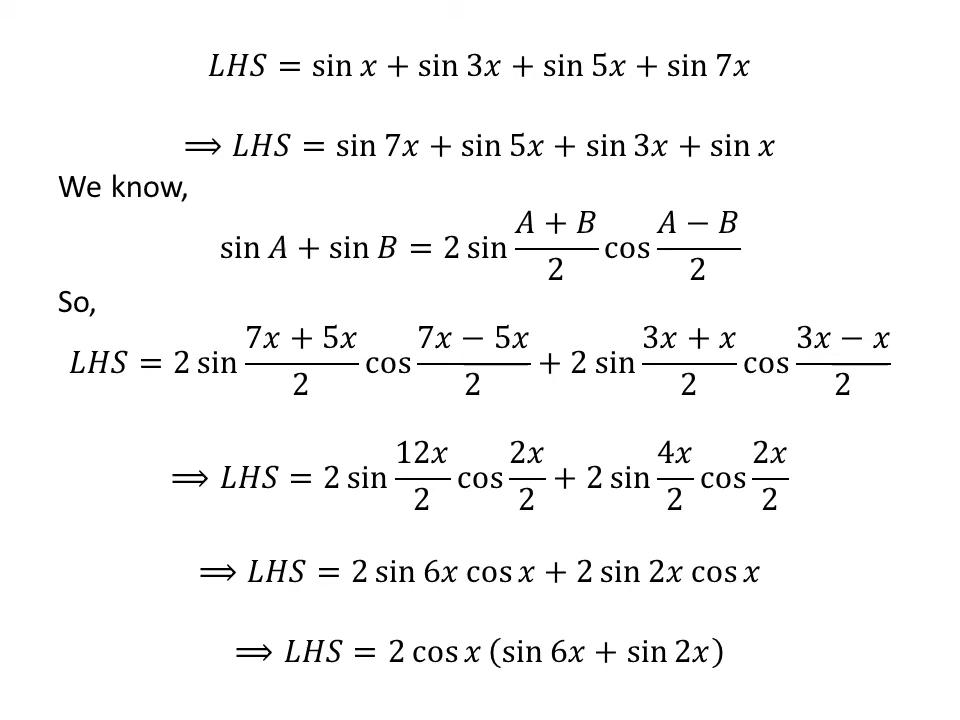 𝐿𝐻𝑆 = sin 𝑥 + sin 3𝑥 + sin 5𝑥 + sin 7𝑥
⟹ 𝐿𝐻𝑆 = sin 7𝑥 + sin 5𝑥 + sin 3𝑥 + sin 𝑥
We know,
sin 𝐴 + sin 𝐵 = 2 sin (𝐴 + 𝐵)/2 cos (𝐴 − 𝐵)/2
So,
𝐿𝐻𝑆 = 2 sin (7𝑥 + 5𝑥)/2 cos (7𝑥 − 5𝑥)/2 + 2 sin (3𝑥 + 𝑥)/2 cos (3𝑥 − 𝑥)/2
⟹ 𝐿𝐻𝑆 = 2 sin 12𝑥/2 cos 2𝑥/2 + 2 sin 4𝑥/2 cos 2𝑥/2
⟹ 𝐿𝐻𝑆 = 2 sin 6𝑥 cos 𝑥 + 2 sin 2𝑥 cos 𝑥
⟹ 𝐿𝐻𝑆 = 2 cos 𝑥 (sin 6𝑥 + sin 2𝑥)